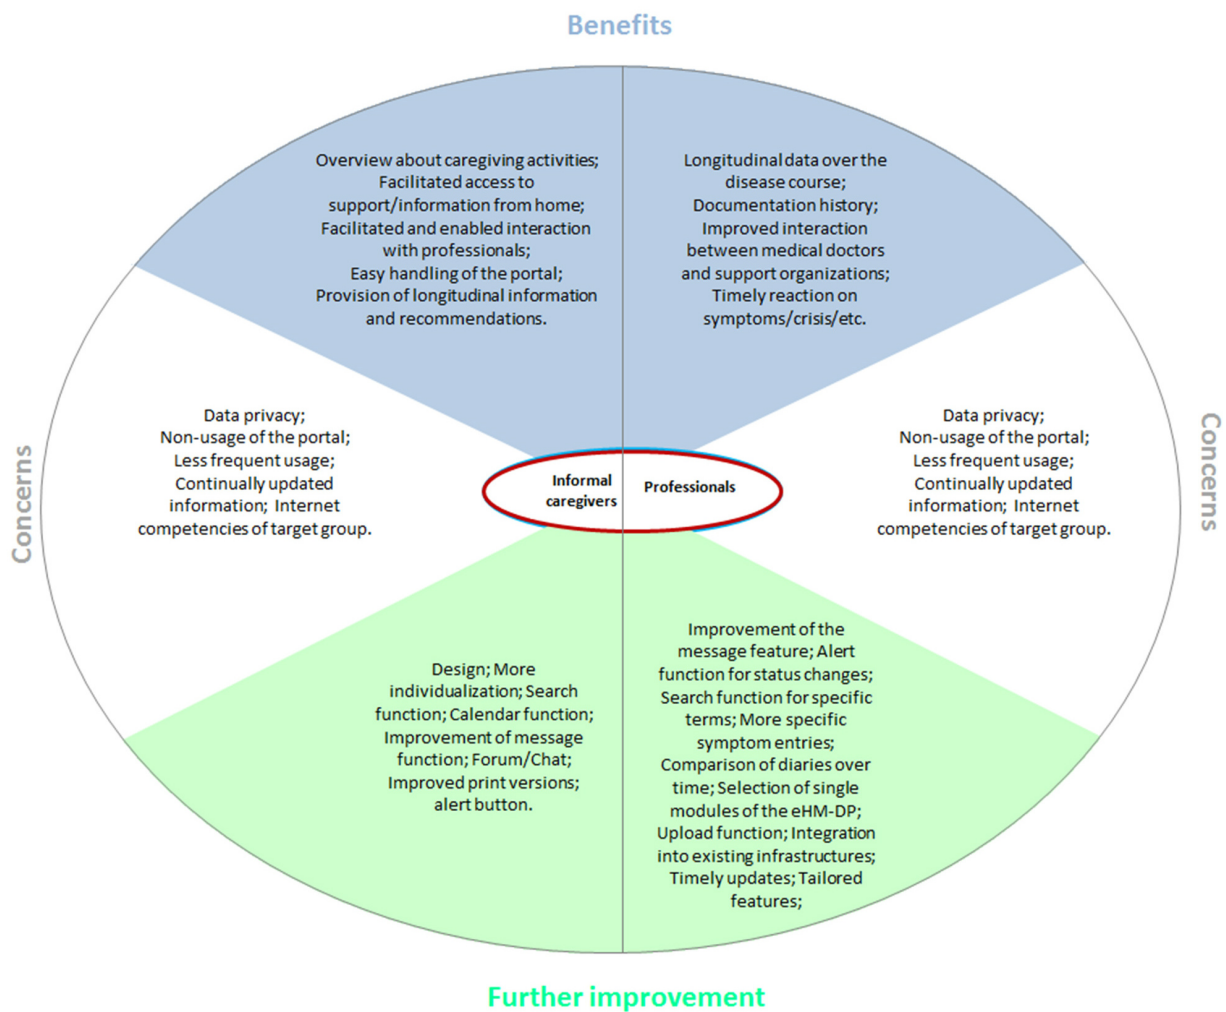 Benefits
Overview about caregiving activities;
Facilitated access to
support/information from home;
Facilitated and enabled interaction
with professionals;
Easy handling of the portal;
Provision of longitudinal information
and recommendations.
Longitudinal data over the
disease course;
Documentation history;
Improved interaction
between medical doctors
and support organizations;
Timely reaction on
symptoms/crisis/etc.
Concerns
Data privacy;
Non-usage of the portal;
Less frequent usage;
Continually updated
information; Internet
competencies of target group.
Informal
caregivers
Professionals
Data privacy;
Non-usage of the portal;
Less frequent usage;
Continually updated
information; Internet
competencies of target group.
Concerns
Design; More
individualization; Search
function; Calendar function;
Improvement of message
function; Forum/Chat;
Improved print versions;
alert button.
Improvement of the
message feature; Alert
function for status changes;
Search function for specific
terms; More specific
symptom entries;
Comparison of diaries over
time; Selection of single
modules of the eHM-DP;
Upload function; Integration
into existing infrastructures;
Timely updates; Tailored
features;
Further improvement